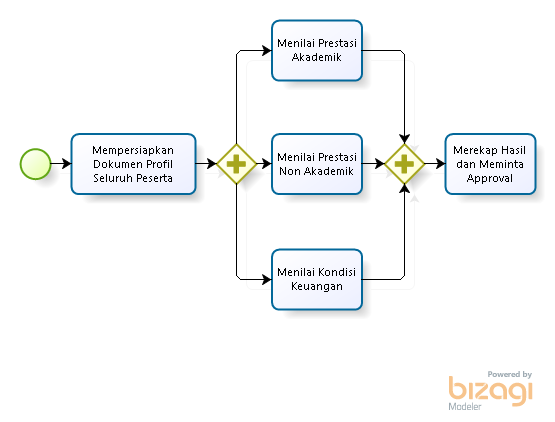 Menilai Prestasi
Akademik
Mempersiapkan
Dokumen Profil
Seluruh Peserta
Menilai Prestasi
Non Akademik
Merekap Hasil
dan Meminta
Approval
Menilai Kondisi
Keuangan
Powered by
bizagi
Modeler